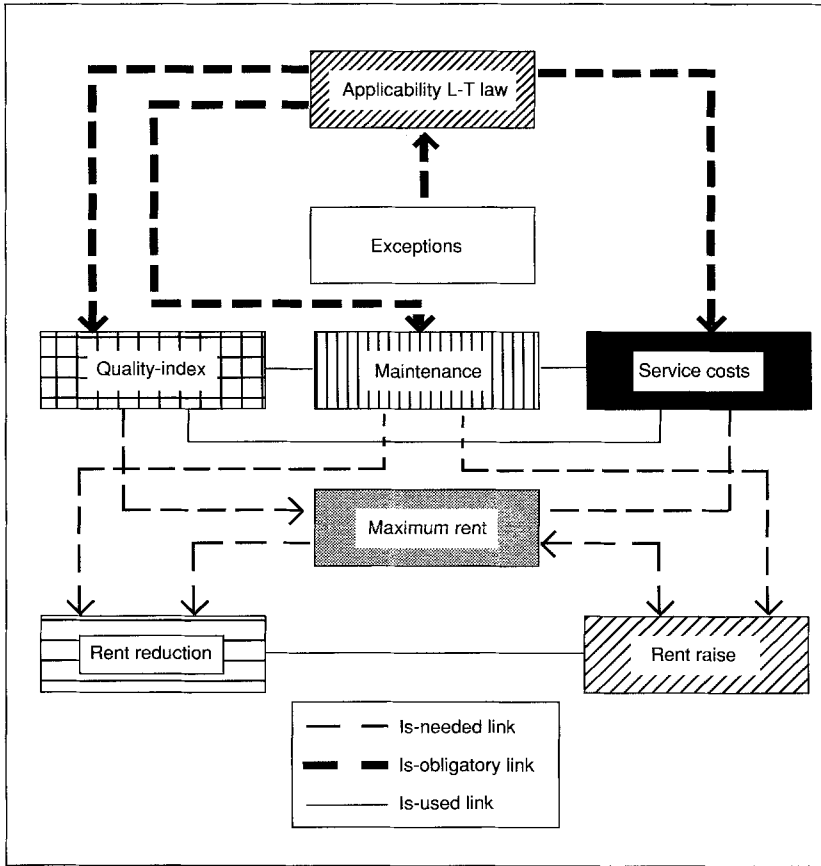 Applicability L-T law
Exceptions
Quality-index
Maintenance
Service costs
Maximum rent
Rent reduction
Rent raise
Is-needed link
Is-obligatory link
Is-used link